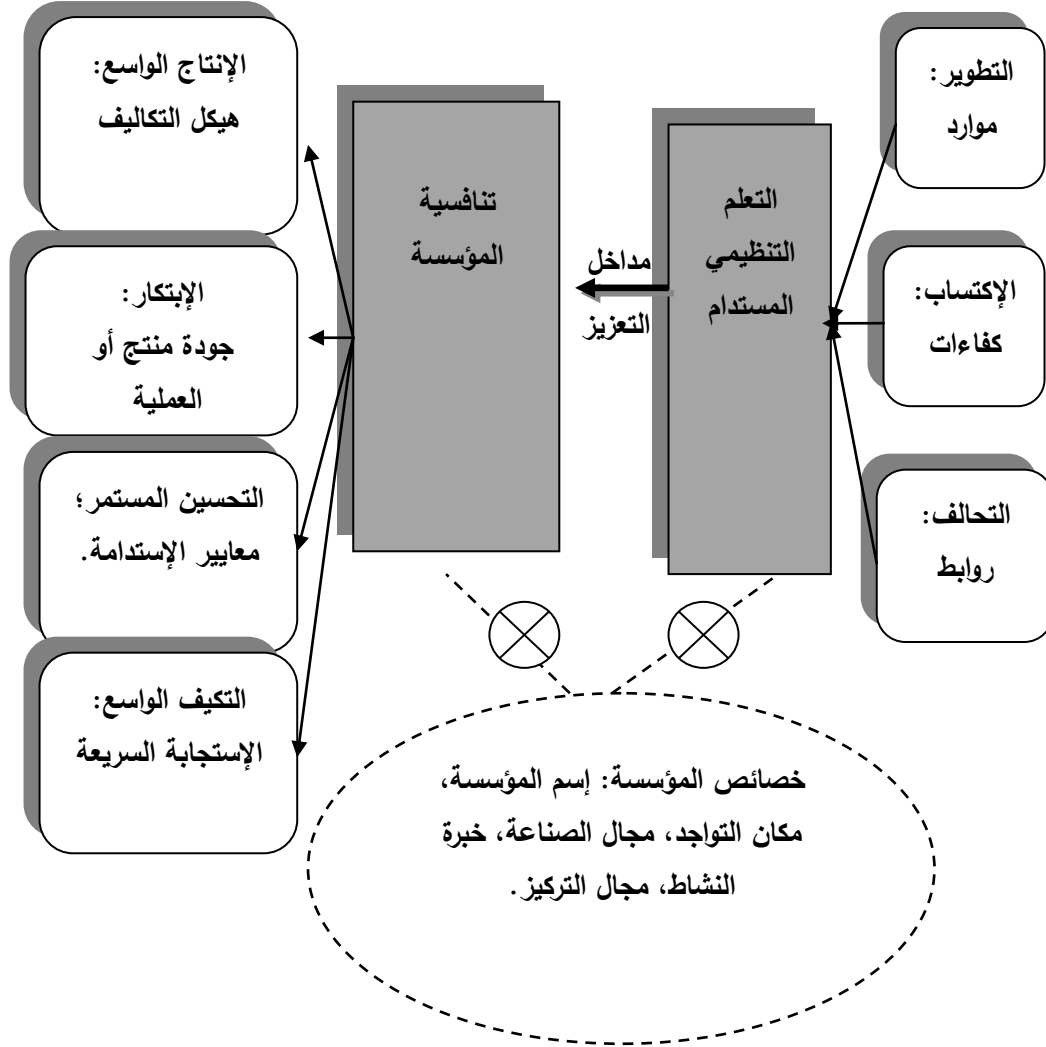 التطوير:
موارد
الإكتساب:
كفاءات
التحالف:
روابط
التعلم
التنظيمي
المستدام
مداخل
التعزيز
تنافسية
المؤسسة
الإنتاج الواسع:
هيكل التكاليف
الإبتكار:
جودة منتج أو
العملية
التحسين المستمر؛
معايير الإستدامة.
التكيف الواسع:
الإستجابة السريعة
خصائص المؤسسة: إسم المؤسسة،
مكان التواجد، مجال الصناعة، خبرة
النشاط، مجال التركيز.